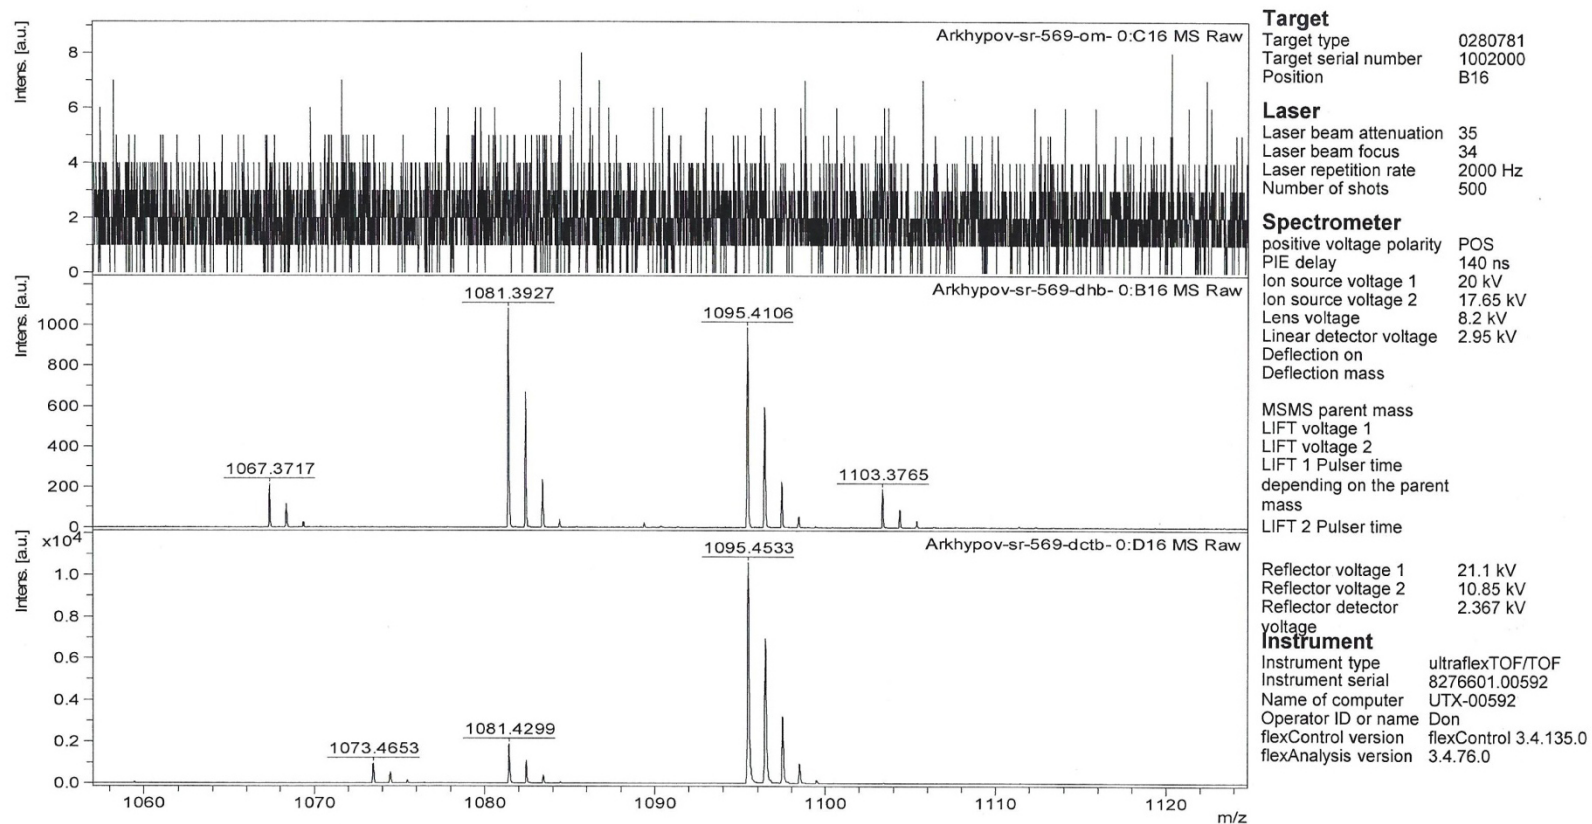 Arkhypov-sr-569-om- 0:C16 MS Raw
Intens. [a.u.]
8
6
4
2
0
Arkhypov-sr-569-dhb- 0:B16 MS Raw
Intens. [a.u.]
1081.3927
1095.4106
1067.3717
1103.3765
1000
800
600
400
200
0
Arkhypov-sr-569-dctb- 0:D16 MS Raw
Intens. [a.u.]
x10^4
1095.4533
1081.4299
1073.4653
1.0
0.8
0.6
0.4
0.2
0.0
1060 1070 1080 1090 1100 1110 1120
m/z
Target
Target type 0280781
Target serial number 1002000
Position B16
Laser
Laser beam attenuation 35
Laser beam focus 34
Laser repetition rate 2000 Hz
Number of shots 500
Spectrometer
positive voltage polarity POS
PIE delay 140 ns
Ion source voltage 1 20 kV
Ion source voltage 2 17.65 kV
Lens voltage 8.2 kV
Linear detector voltage 2.95 kV
Deflection on
Deflection mass
MSMS parent mass
LIFT voltage 1
LIFT voltage 2
LIFT 1 Pulser time
depending on the parent
mass
LIFT 2 Pulser time
Reflector voltage 1 21.1 kV
Reflector voltage 2 10.85 kV
Reflector detector 2.367 kV
voltage
Instrument
Instrument type ultraflexTOF/TOF
Instrument serial 8276601.00592
Name of computer UTX-00592
Operator ID or name Don
flexControl version flexControl 3.4.135.0
flexAnalysis version 3.4.76.0